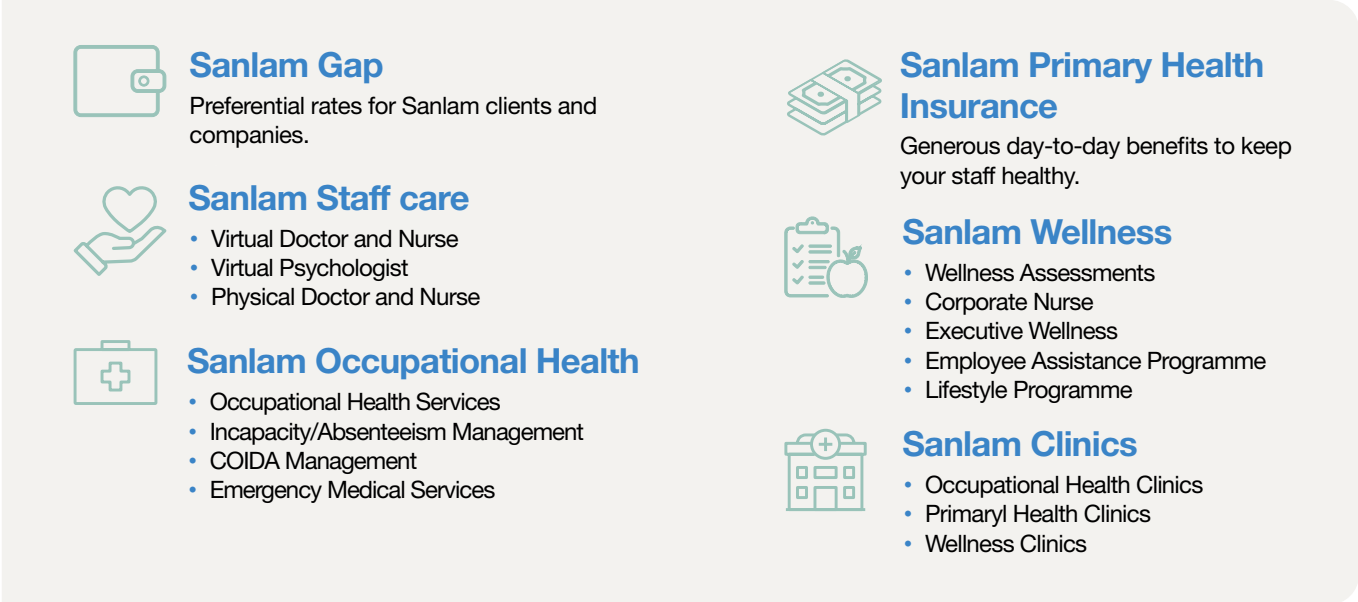 Sanlam Gap
Preferential rates for Sanlam clients and
companies.
Sanlam Staff care
• Virtual Doctor and Nurse
• Virtual Psychologist
• Physical Doctor and Nurse
Sanlam Occupational Health
• Occupational Health Services
• Incapacity/Absenteeism Management
• COIDA Management
• Emergency Medical Services
Sanlam Primary Health
Insurance
Generous day-to-day benefits to keep
your staff healthy.
Sanlam Wellness
• Wellness Assessments
• Corporate Nurse
• Executive Wellness
• Employee Assistance Programme
• Lifestyle Programme
Sanlam Clinics
• Occupational Health Clinics
• Primaryl Health Clinics
• Wellness Clinics